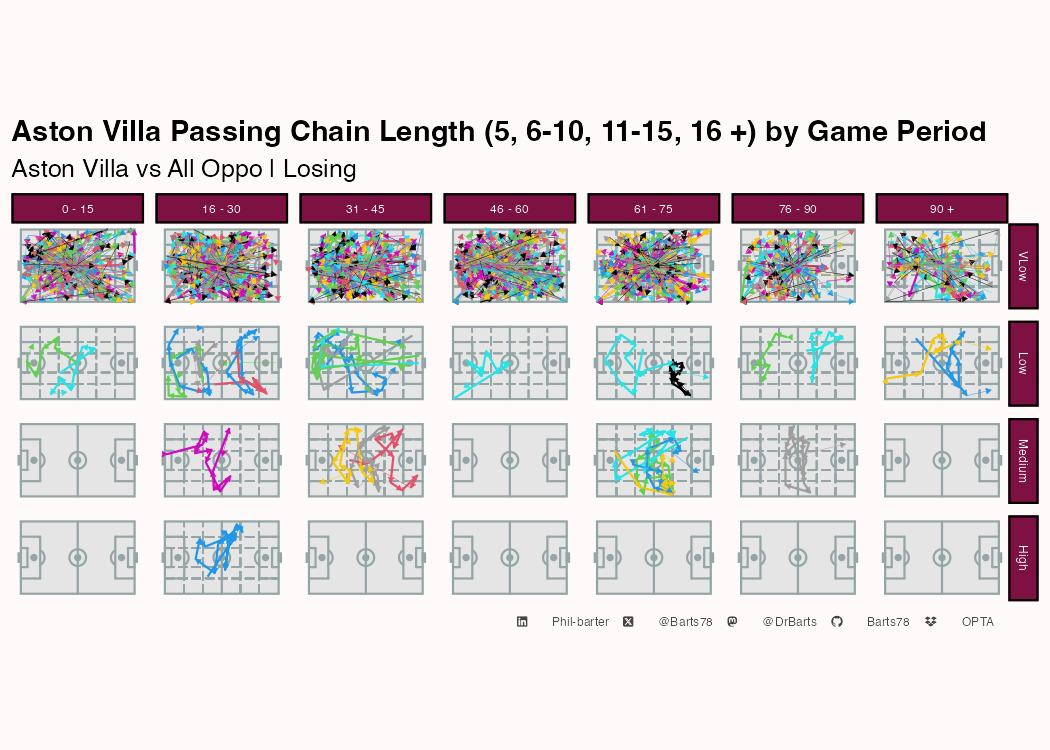 Aston Villa Passing Chain Length (5, 6-10, 11-15, 16 +) by Game Period
Aston Villa vs All Oppo | Losing
0 - 15
16 - 30
31 - 45
46 - 60
61 - 75
76 - 90
90 +
VLow
Low
Medium
High
Phil-barter @Barts78 @DrBarts Barts78 OPTA